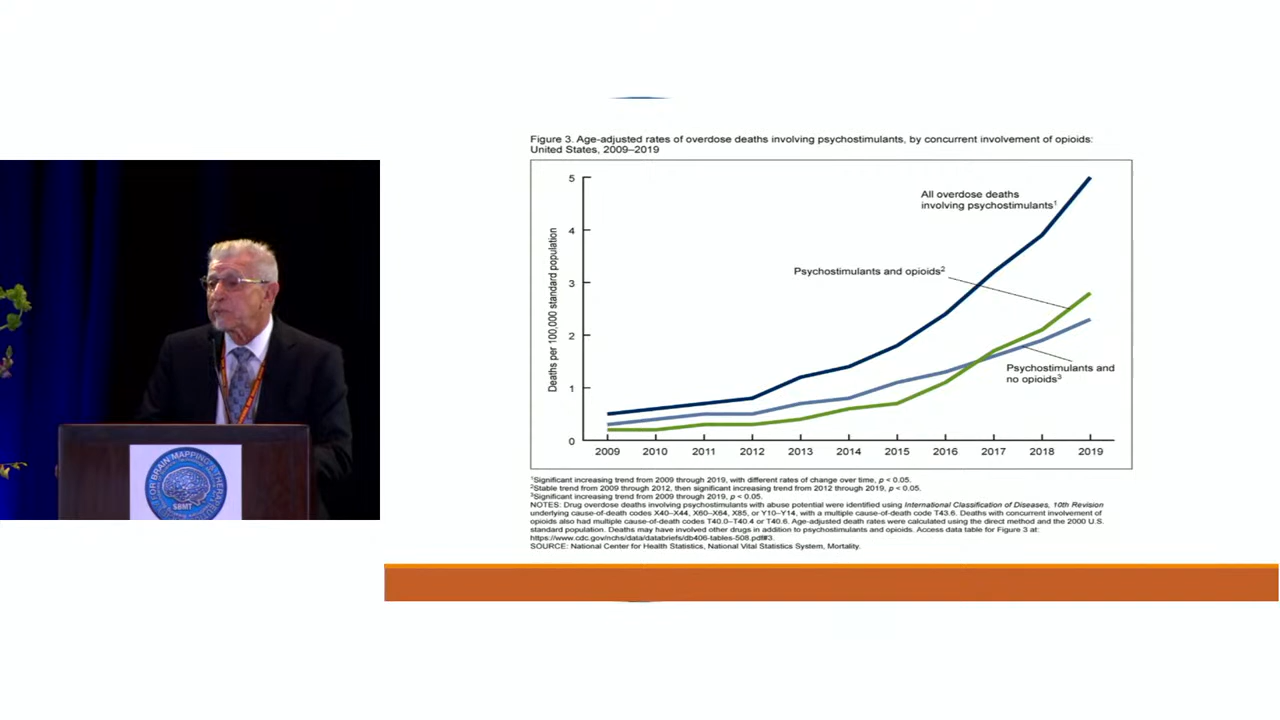 Figure 3. Age-adjusted rates of overdose deaths involving psychostimulants, by concurrent involvement of opioids:
United States, 2009–2019
5
4
3
2
1
0
Deaths per 100,000 standard population
All overdose deaths
involving psychostimulants¹
Psychostimulants and opioids²
Psychostimulants and
no opioids³
2009 2010 2011 2012 2013 2014 2015 2016 2017 2018 2019
¹Significant increasing trend from 2009 through 2019, with different rates of change over time, p < 0.05.
²Stable trend from 2009 through 2012, then significant increasing trend from 2012 through 2019, p < 0.05.
³Significant increasing trend from 2009 through 2019, p < 0.05.
NOTES: Drug overdose deaths involving psychostimulants with abuse potential were identified using International Classification of Diseases, 10th Revision
underlying cause-of-death codes X40–X44, X60–X64, X85, or Y10–Y14, with a multiple cause-of-death code T43.6. Deaths with concurrent involvement of
opioids also had multiple cause-of-death codes T40.0–T40.4 or T40.6. Age-adjusted death rates were calculated using the direct method and the 2000 U.S.
standard population. Deaths may have involved other drugs in addition to psychostimulants and opioids. Access data table for Figure 3 at:
https://www.cdc.gov/nchs/data/databriefs/db406-tables-508.pdf#3.
SOURCE: National Center for Health Statistics, National Vital Statistics System, Mortality.
BRAIN MAPPING
SBMT